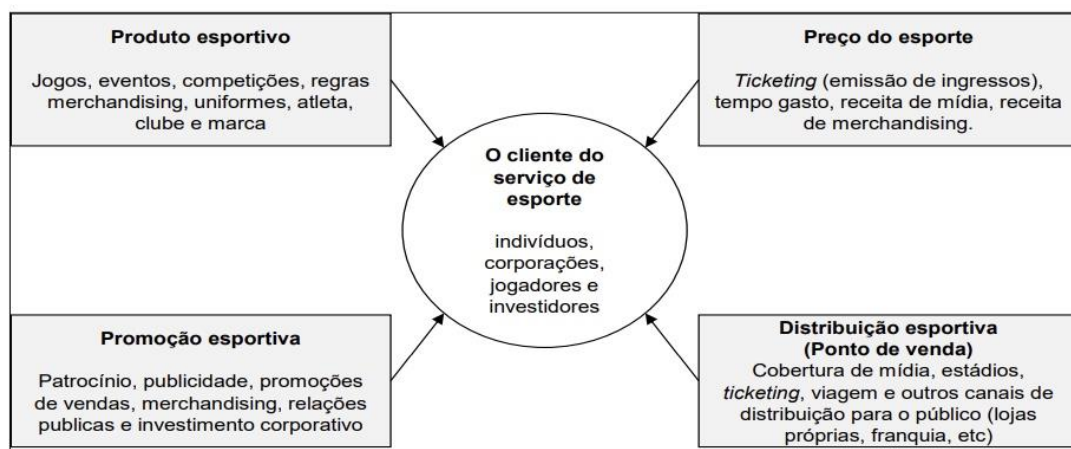 Produto esportivo
Jogos, eventos, competições, regras
merchandising, uniformes, atleta,
clube e marca
Preço do esporte
Ticketing (emissão de ingressos),
tempo gasto, receita de mídia, receita
de merchandising.
O cliente do
serviço de
esporte
indivíduos,
corporações,
jogadores e
investidores
Promoção esportiva
Patrocínio, publicidade, promoções
de vendas, merchandising, relações
publicas e investimento corporativo
Distribuição esportiva
(Ponto de venda)
Cobertura de mídia, estádios,
ticketing, viagem e outros canais de
distribuição para o público (lojas
próprias, franquia, etc)